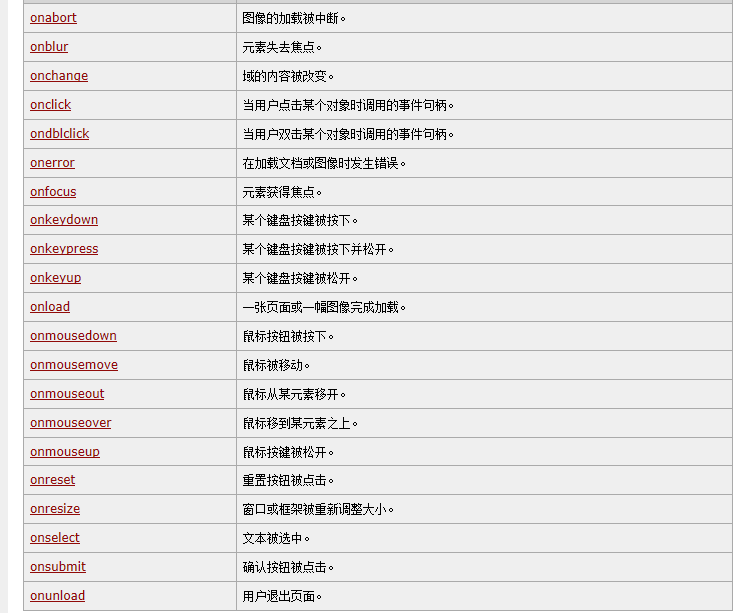 onabort 图像的加载被中断。
onblur 元素失去焦点。
onchange 域的内容被改变。
onclick 当用户点击某个对象时调用的事件句柄。
ondblclick 当用户双击某个对象时调用的事件句柄。
onerror 在加载文档或图像时发生错误。
onfocus 元素获得焦点。
onkeydown 某个键盘按键被按下。
onkeypress 某个键盘按键被按下并松开。
onkeyup 某个键盘按键被松开。
onload 一张页面或一幅图像完成加载。
onmousedown 鼠标按钮被按下。
onmousemove 鼠标被移动。
onmouseout 鼠标从某元素移开。
onmouseover 鼠标移到某元素之上。
onmouseup 鼠标按键被松开。
onreset 重置按钮被点击。
onresize 窗口或框架被重新调整大小。
onselect 文本被选中。
onsubmit 确认按钮被点击。
onunload 用户退出页面。